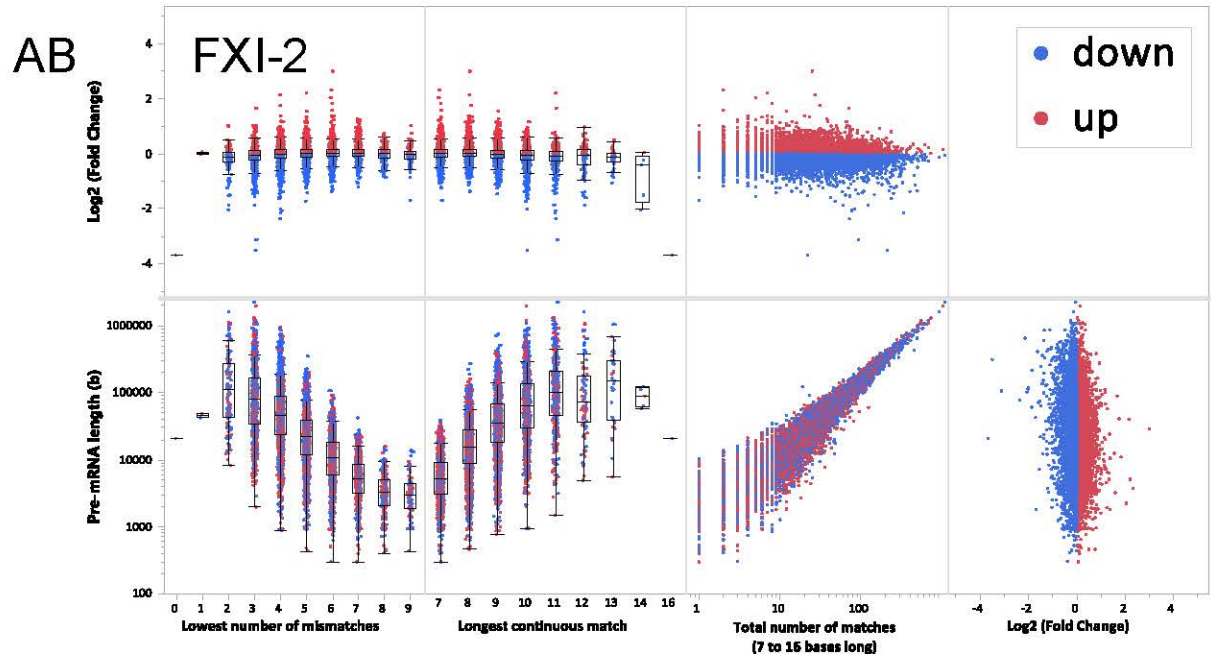 AB
FXI-2
down
up
Log2 (Fold Change)
4
2
0
-2
-4
Pre-mRNA length (b)
1000000
100000
10000
1000
100
0 1 2 3 4 5 6 7 8 9
Lowest number of mismatches
7 8 9 10 11 12 13 14 16
Longest continuous match
1 10 100
Total number of matches
(7 to 16 bases long)
-4 -2 0 2 4
Log2 (Fold Change)